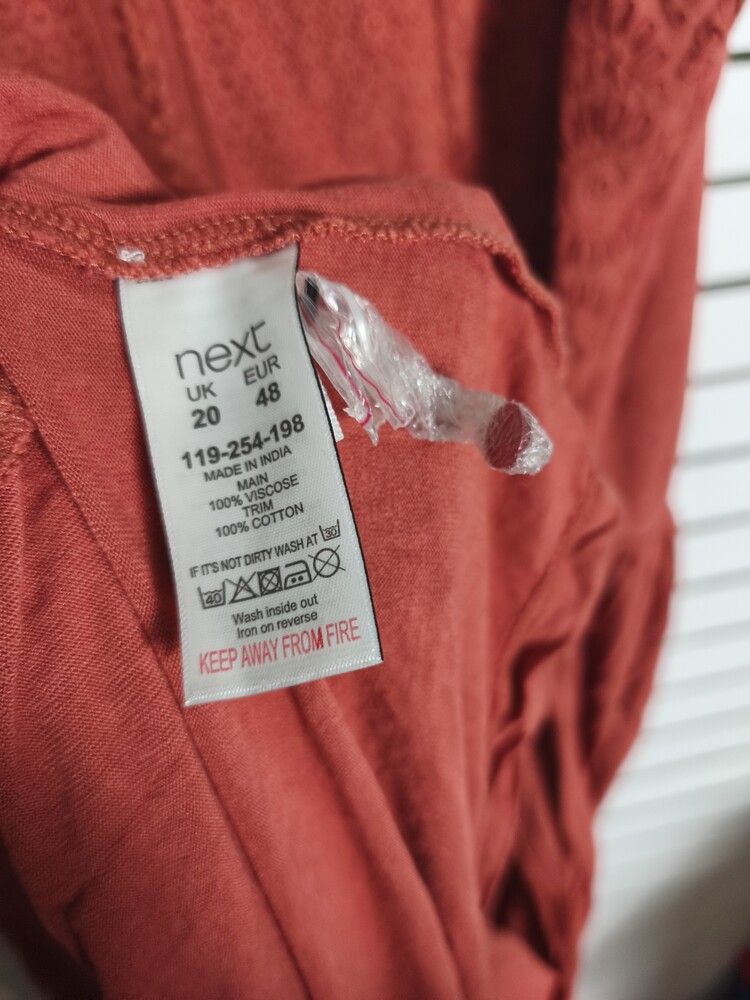 next
UK EUR
20 48
119-254-198
MADE IN INDIA
MAIN
100% VISCOSE
TRIM
100% COTTON
IF IT'S NOT DIRTY WASH AT 30
40
Wash inside out
Iron on reverse
KEEP AWAY FROM FIRE